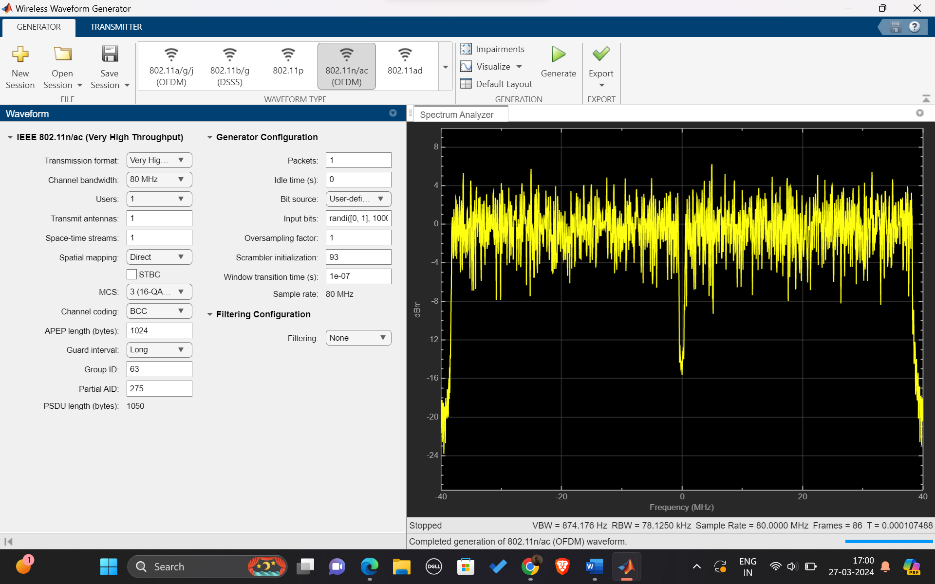 Wireless Waveform Generator
GENERATOR TRANSMITTER
New Session
Open Session
Save Session
FILE
802.11a/g/j (OFDM)
802.11b/g (DSSS)
802.11p
802.11n/ac (OFDM)
802.11ad
WAVEFORM TYPE
Impairments
Visualize
Default Layout
Generate
GENERATION
Export
EXPORT
Waveform
IEEE 802.11n/ac (Very High Throughput)
Transmission format: Very Hig...
Channel bandwidth: 80 MHz
Users: 1
Transmit antennas: 1
Space-time streams: 1
Spatial mapping: Direct
STBC
MCS: 3 (16-QA...
Channel coding: BCC
APEP length (bytes): 1024
Guard interval: Long
Group ID: 63
Partial AID: 275
PSDU length (bytes): 1050
Generator Configuration
Packets: 1
Idle time (s): 0
Bit source: User-defi...
Input bits: randi([0, 1], 100(
Oversampling factor: 1
Scrambler initialization: 93
Window transition time (s): 1e-07
Sample rate: 80 MHz
Filtering Configuration
Filtering: None
Spectrum Analyzer
8
4
0
-4
-8
-12
-16
-20
-24
dBrr
-40 -20 0 20 40
Frequency (MHz)
Stopped VBW = 674.176 Hz RBW = 78.1250 kHz Sample Rate = 80.0000 MHz Frames = 86 T = 0.000107488
Completed generation of 802.11n/ac (OFDM) waveform.
1
Search
DELL
W
ENG
IN
17:00
27-03-2024